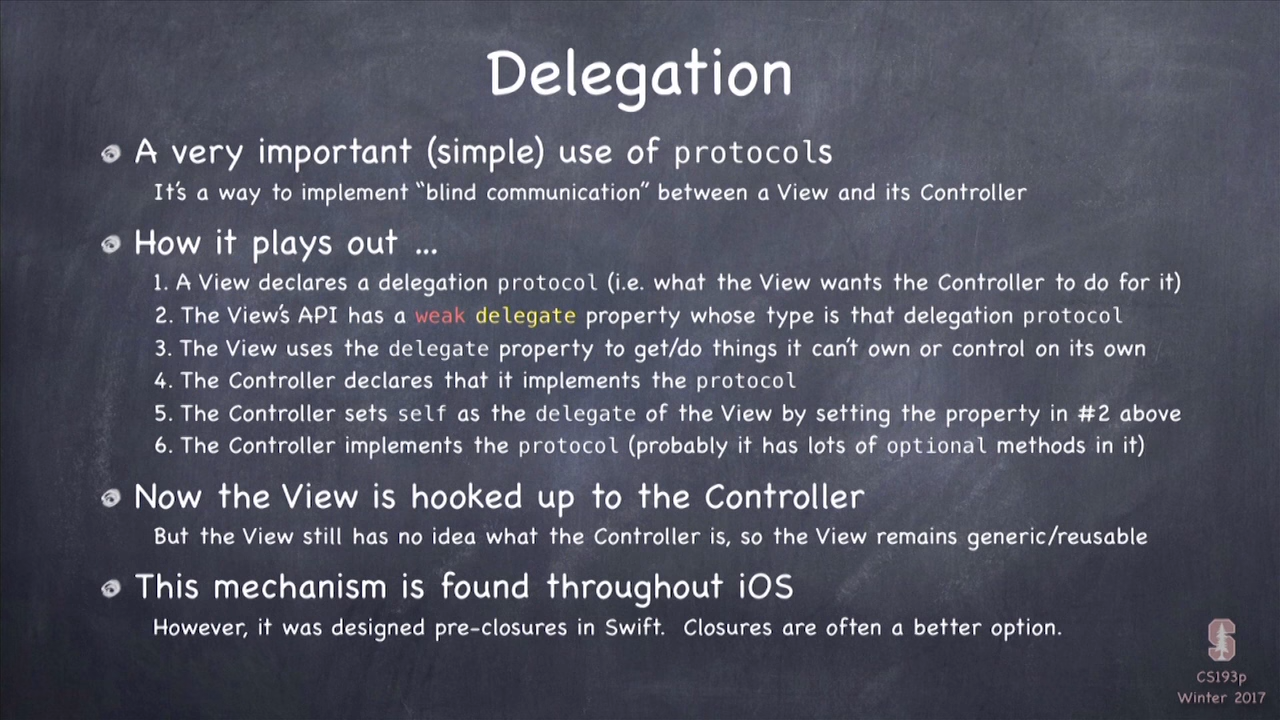 Delegation
A very important (simple) use of protocols
It's a way to implement “blind communication” between a View and its Controller
How it plays out ...
1. A View declares a delegation protocol (i.e. what the View wants the Controller to do for it)
2. The View's API has a weak delegate property whose type is that delegation protocol
3. The View uses the delegate property to get/do things it can't own or control on its own
4. The Controller declares that it implements the protocol
5. The Controller sets self as the delegate of the View by setting the property in #2 above
6. The Controller implements the protocol (probably it has lots of optional methods in it)
Now the View is hooked up to the Controller
But the View still has no idea what the Controller is, so the View remains generic/reusable
This mechanism is found throughout iOS
However, it was designed pre-closures in Swift. Closures are often a better option.
S
CS193p
Winter 2017